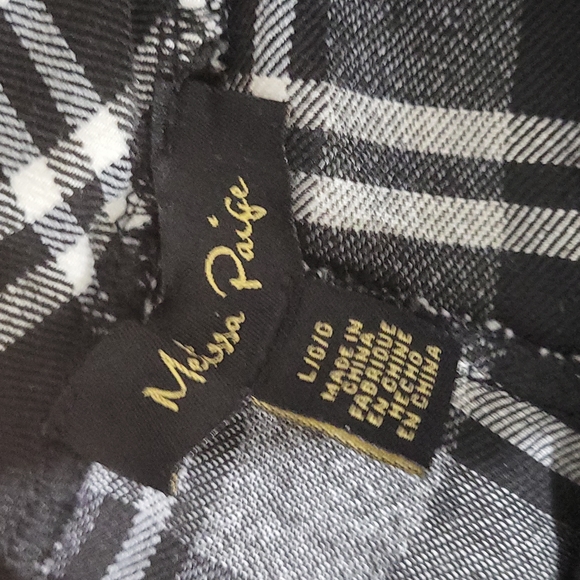 Melissa Paige
L/G/G
MADE IN
CHINA
FABRIQUE
EN CHINE
HECHO
EN CHINA